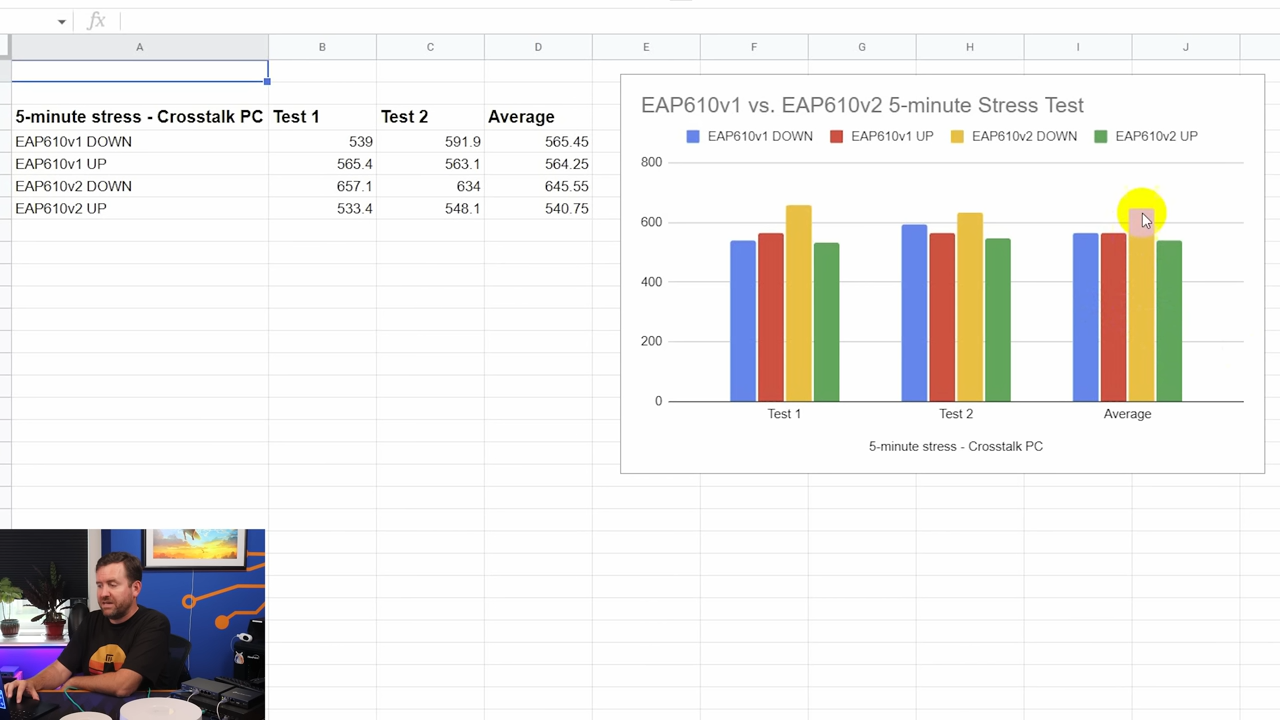 fx
A B C D E F G H I J
5-minute stress - Crosstalk PC Test 1 Test 2 Average
EAP610v1 DOWN 539 591.9 565.45
EAP610v1 UP 565.4 563.1 564.25
EAP610v2 DOWN 657.1 634 645.55
EAP610v2 UP 533.4 548.1 540.75
EAP610v1 vs. EAP610v2 5-minute Stress Test
EAP610v1 DOWN EAP610v1 UP EAP610v2 DOWN EAP610v2 UP
800
600
400
200
0
Test 1 Test 2 Average
5-minute stress - Crosstalk PC